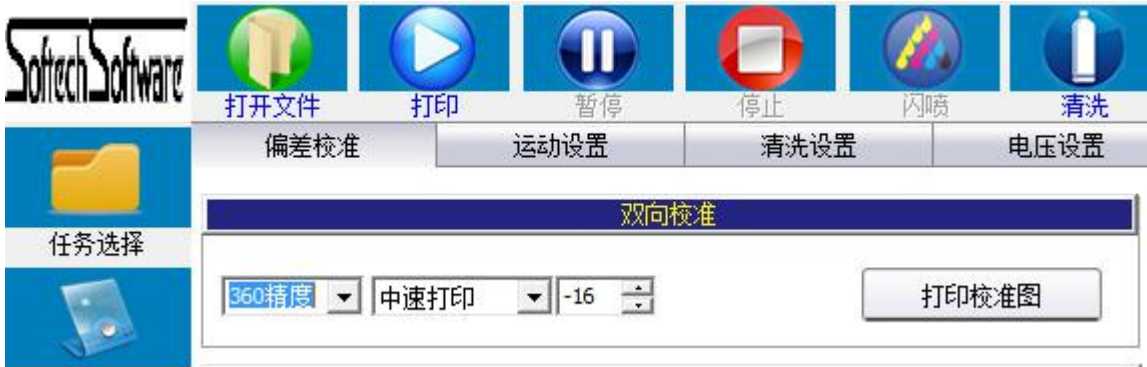 Softech Software
打开文件 打印 暂停 停止 闪喷 清洗
偏差校准 运动设置 清洗设置 电压设置
双向校准
任务选择
360精度 中速打印 -16 打印校准图